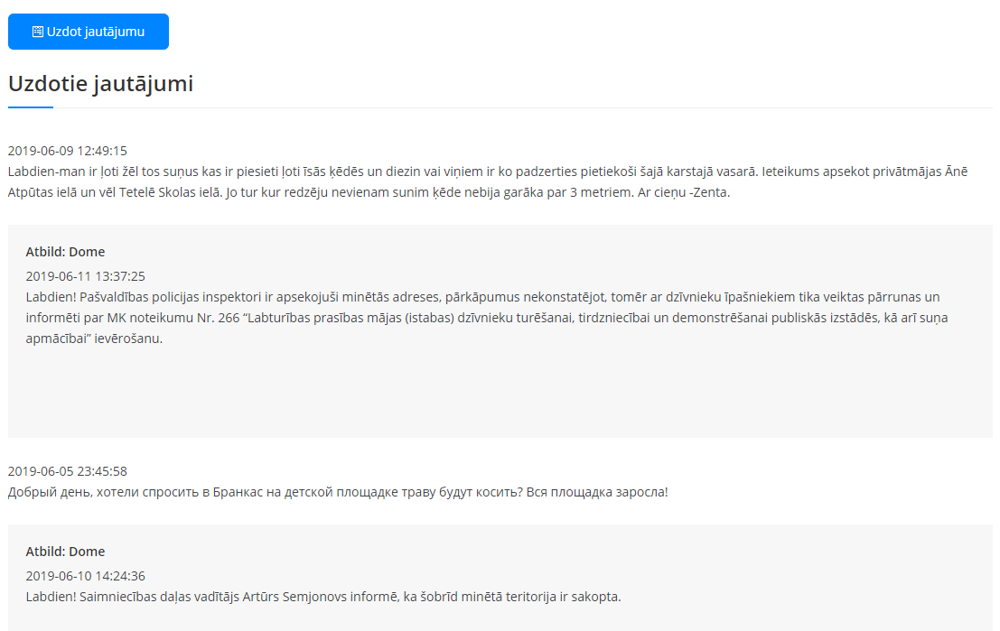 Uzdot jautājumu
Uzdotie jautājumi
2019-06-09 12:49:15
Labdien-man ir ļoti žēl tos suņus kas ir piesieti ļoti īsās ķēdēs un diezin vai viņiem ir ko padzerties pietiekoši šajā karstajā vasarā. Ieteikums apsekot privātmājas Ānē
Atpūtas ielā un vēl Tetelē Skolas ielā. Jo tur kur redzēju nevienam sunim ķēde nebija garāka par 3 metriem. Ar cieņu -Zenta.
Atbild: Dome
2019-06-11 13:37:25
Labdien! Pašvaldības policijas inspektori ir apsekojuši minētās adreses, pārkāpumus nekonstatējot, tomēr ar dzīvnieku īpašniekiem tika veiktas pārrunas un
informēti par MK noteikumu Nr. 266 “Labturības prasības mājas (istabas) dzīvnieku turēšanai, tirdzniecībai un demonstrēšanai publiskās izstādēs, kā arī suņa
apmācībai” ievērošanu.
2019-06-05 23:45:58
Добрый день, хотели спросить в Бранкас на детской площадке траву будут косить? Вся площадка заросла!
Atbild: Dome
2019-06-10 14:24:36
Labdien! Saimniecības daļas vadītājs Artūrs Semjonovs informē, ka šobrīd minētā teritorija ir sakopta.